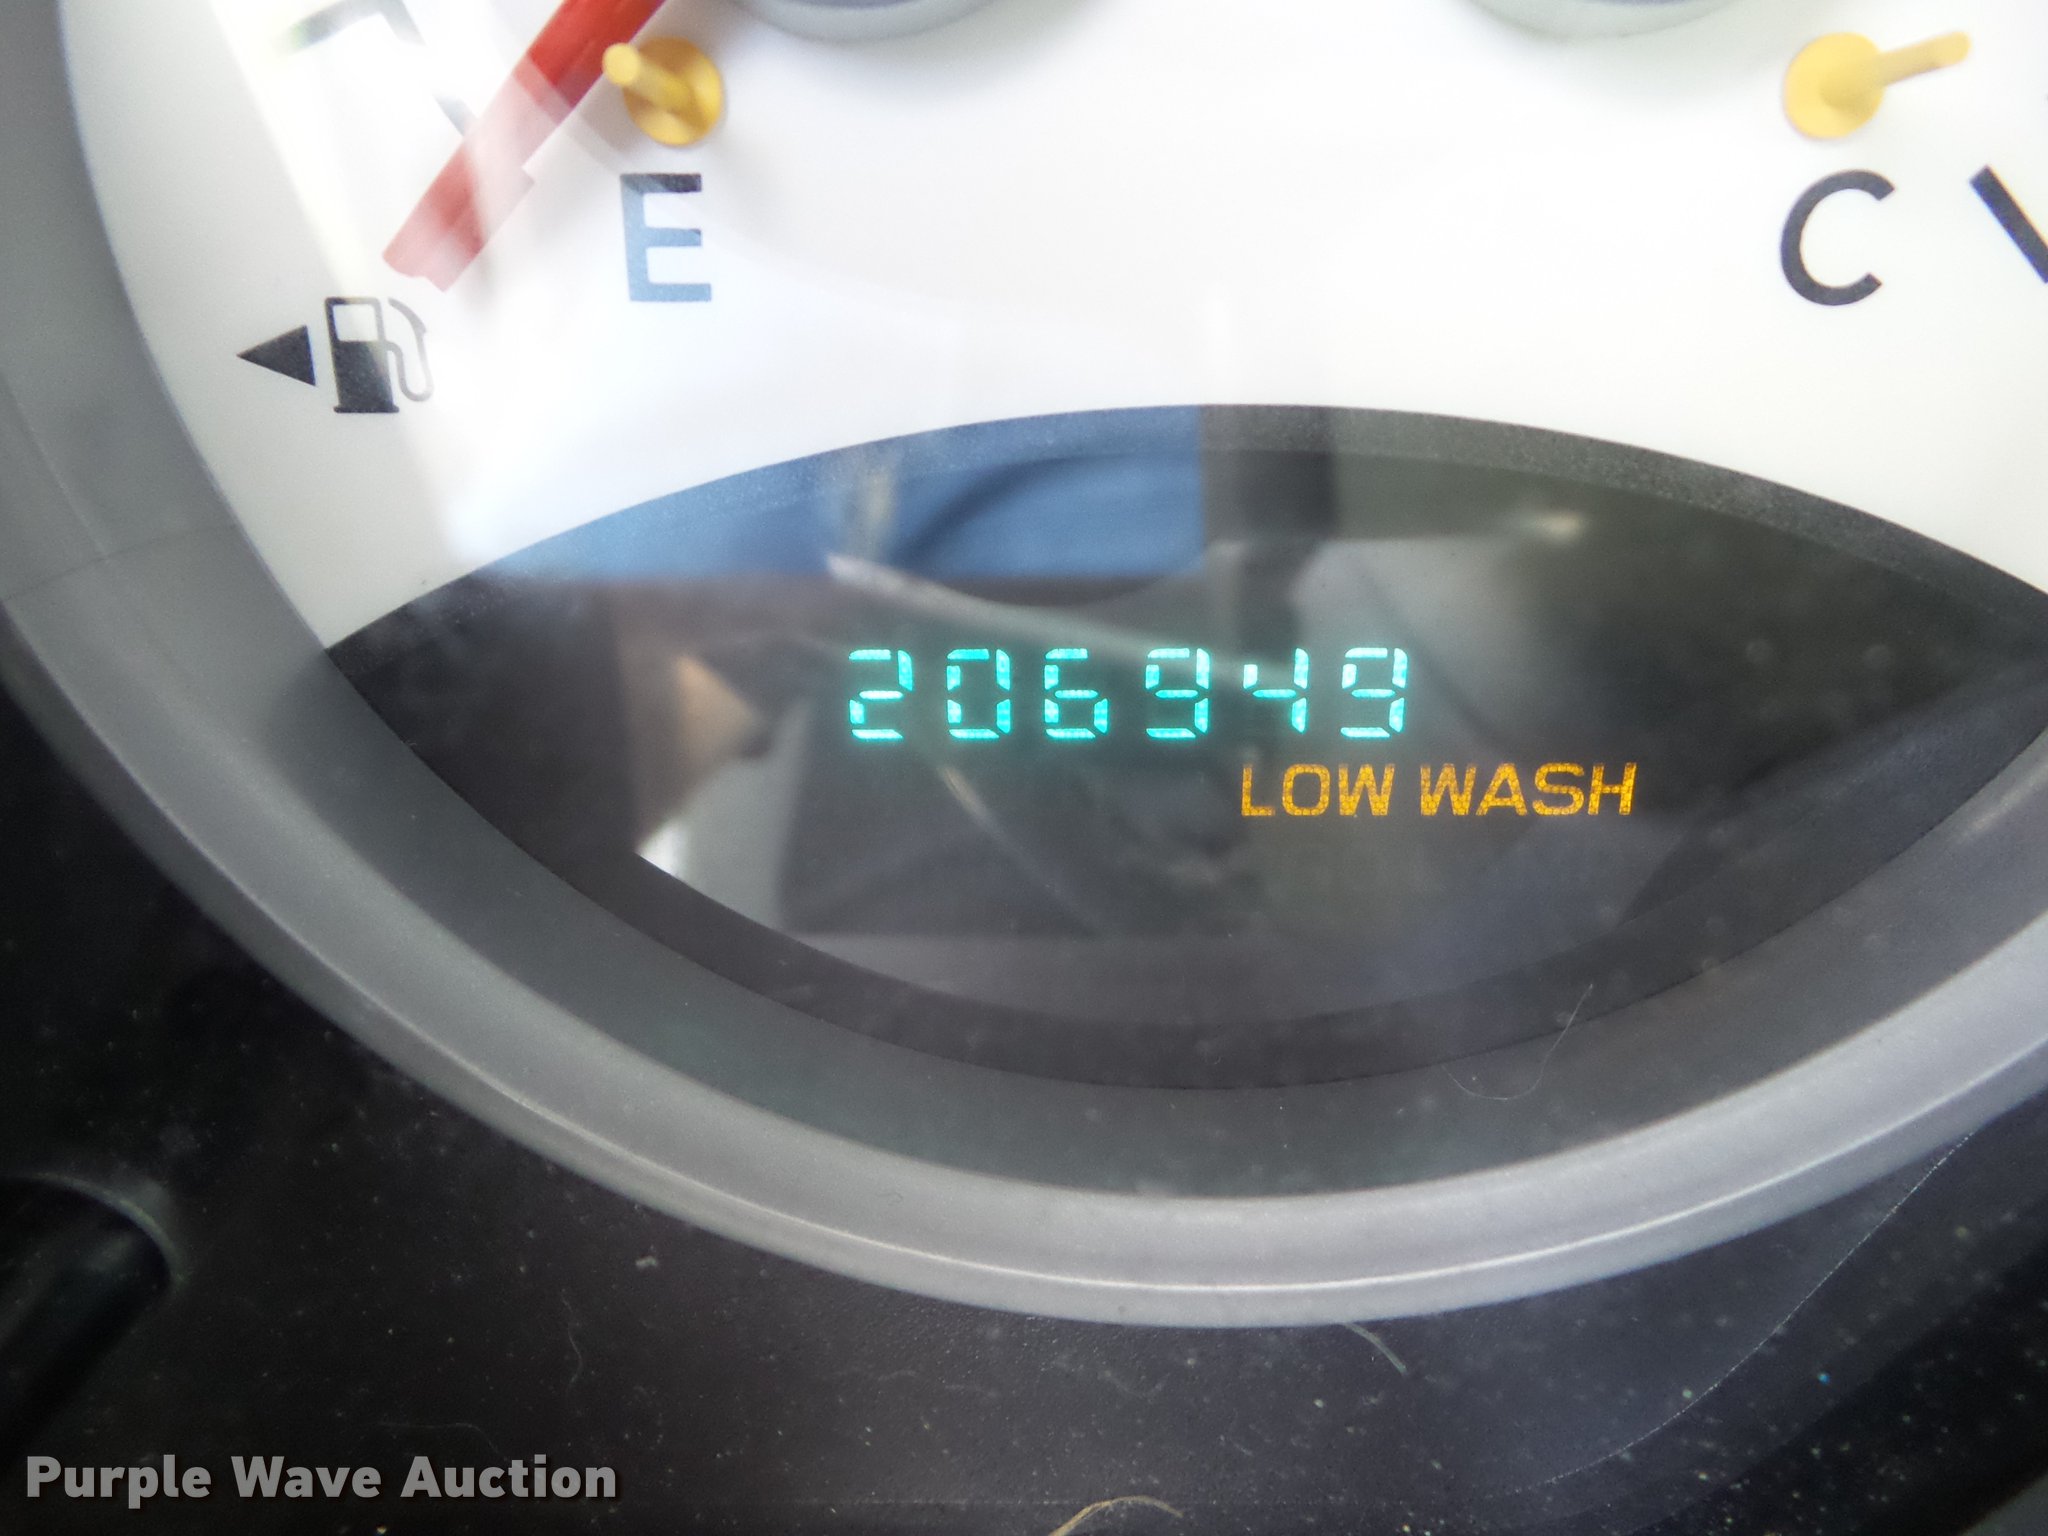 E
C
206949
LOW WASH
Purple Wave Auction